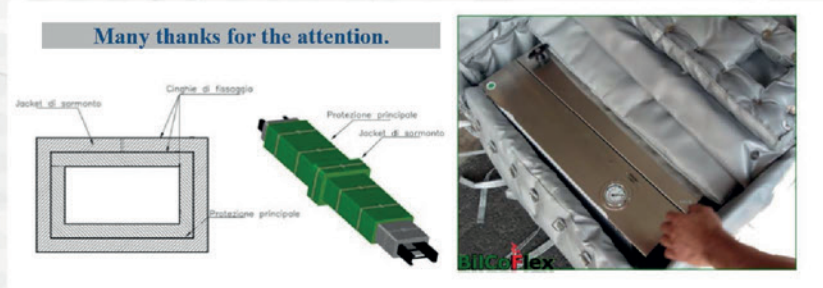 Many thanks for the attention.
Cinghie di fissaggio
Jacket di sormonto
Protezione principale
Protezione principale
Jacket di sormonto
BilCoFlex